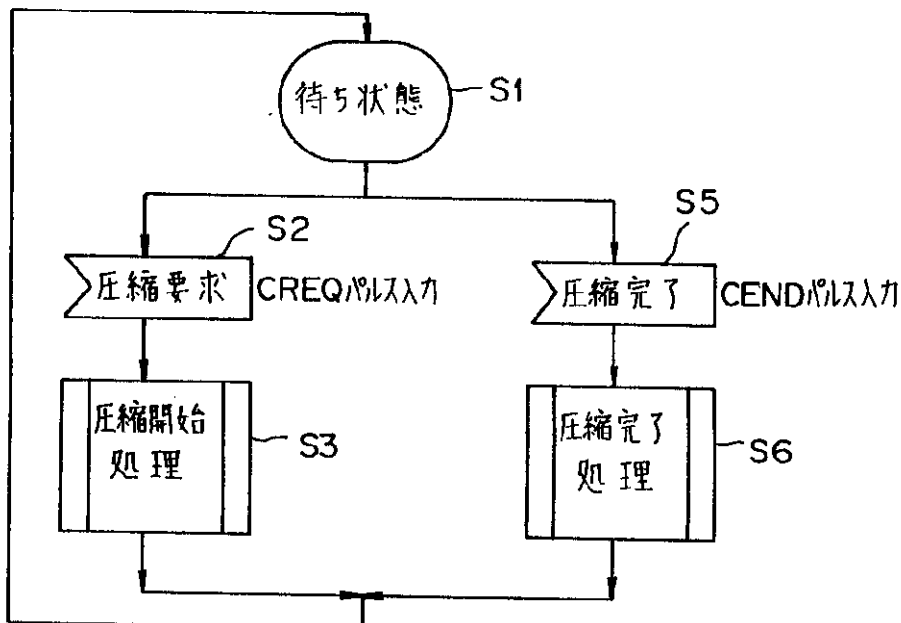 待ち状態
S1
S2
圧縮要求
CREQパルス入力
圧縮開始
処理
S3
S5
圧縮完了
CENDパルス入力
圧縮完了
処理
S6